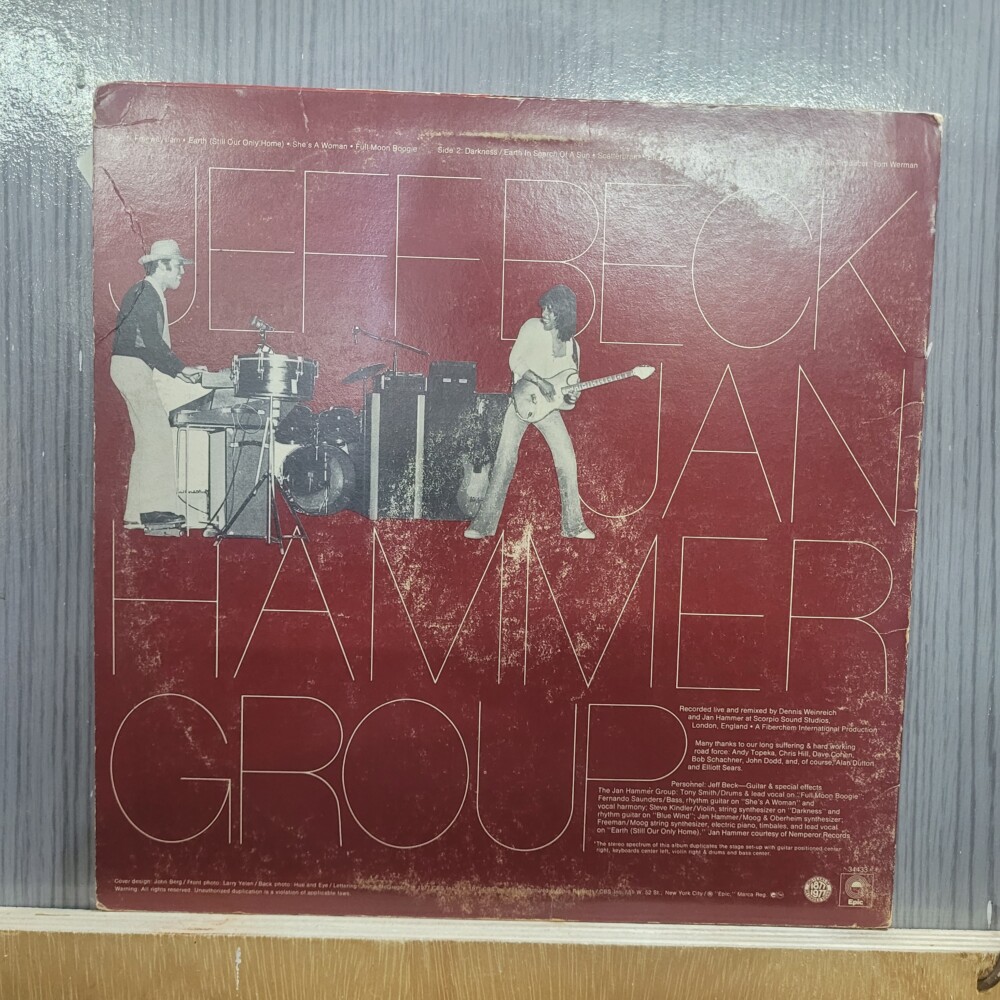 Earth (Still Our Only Home) • She's A Woman • Full Moon Boogie Side 2: Darkness / Earth In Search Of A Sun • Tom Werman
JEFF BECK
JAN
HAMMER
GROUP
Recorded live and remixed by Dennis Weinreich
and Jan Hammer at Scorpio Sound Studios,
London, England • A Fiberchem International Production
Many thanks to our long suffering & hard working
road force: Andy Topeka, Chris Hill, Dave Cohen,
Bob Schachner, John Dodd, and, of course, Alan Dutton
and Elliott Sears.
Personnel: Jeff Beck—Guitar & special effects
The Jan Hammer Group: Tony Smith/Drums & lead vocal on "Full Moon Boogie"
Fernando Saunders/Bass, rhythm guitar on "She's A Woman" and
vocal harmony; Steve Kindler/Violin, string synthesizer on "Darkness" and
rhythm guitar on "Blue Wind"; Jan Hammer/Moog & Oberheim synthesizer,
Freeman/Moog string synthesizer, electric piano, timbales, and lead vocal
on "Earth (Still Our Only Home)." Jan Hammer courtesy of Nemperor Records
*The stereo spectrum of this album duplicates the stage set-up with guitar positioned center
right, keyboards center left, violin right & drums and bass center.
34433
Cover design: John Berg / Front photo: Larry / Back photo: Hue and Eye / Lettering CBS Inc. 51 W. 52 St., New York City / ® "Epic," Marca Reg.
Warning: All rights reserved. Unauthorized duplication is a violation of applicable laws.
1877
1977
Epic